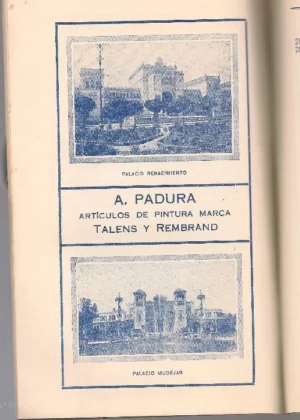 PALACIO RENACIMIENTO
A. PADURA
ARTÍCULOS DE PINTURA MARCA
TALENS Y REMBRAND
PALACIO MUDÉJAR